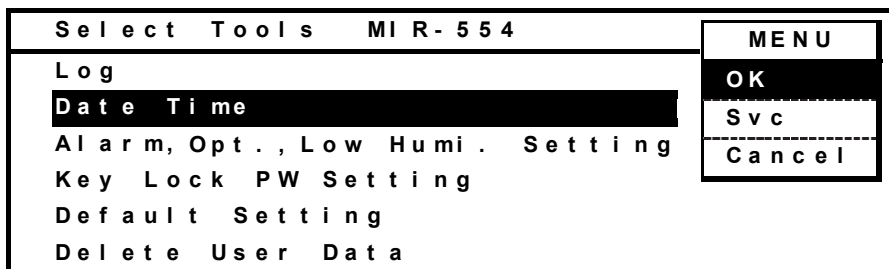 Select Tools MIR-554
Log
Date Time
Alarm,Opt.,Low Humi. Setting
Key Lock PW Setting
Default Setting
Delete User Data
MENU
OK
Svc
Cancel